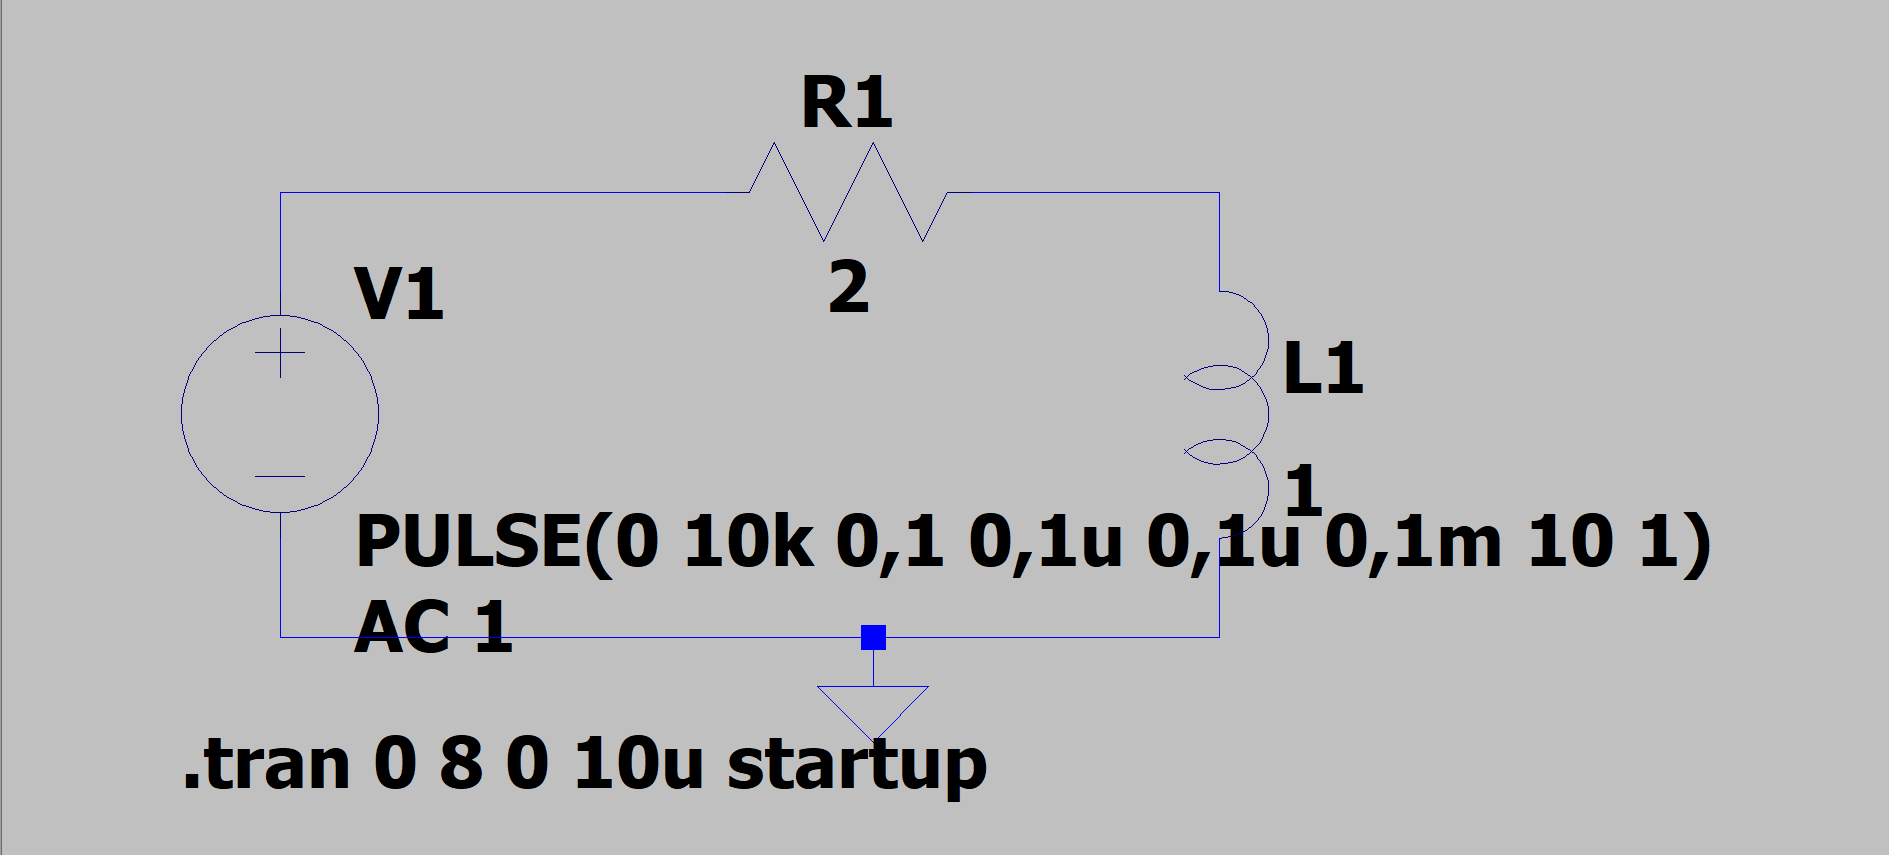 R1
2
V1
L1
1
PULSE(0 10k 0,1 0,1u 0,1u 0,1m 10 1)
AC 1
.tran 0 8 0 10u startup